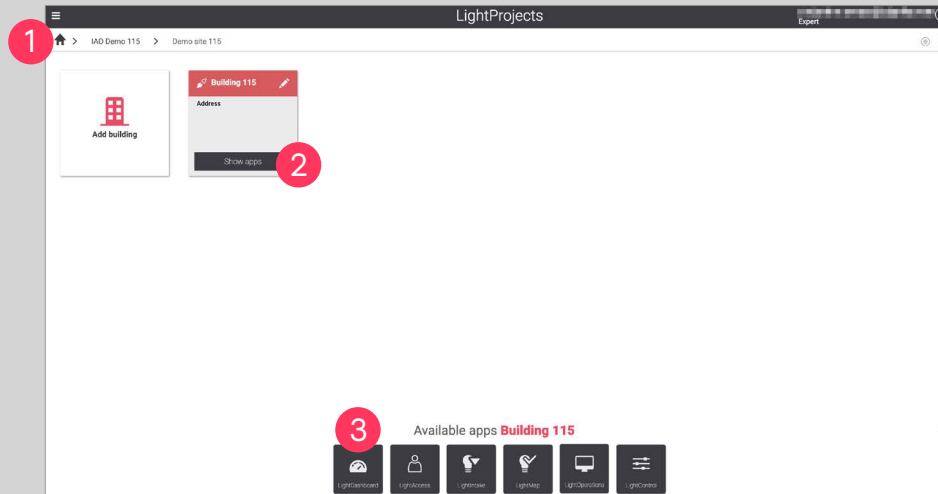 LightProjects
Expert
1
> IAO Demo 115 > Demo site 115
Building 115
Address
Add building
Show apps
2
3
Available apps Building 115
LightDashboard LightAccess LightIntake LightMap LightOperations LightControl